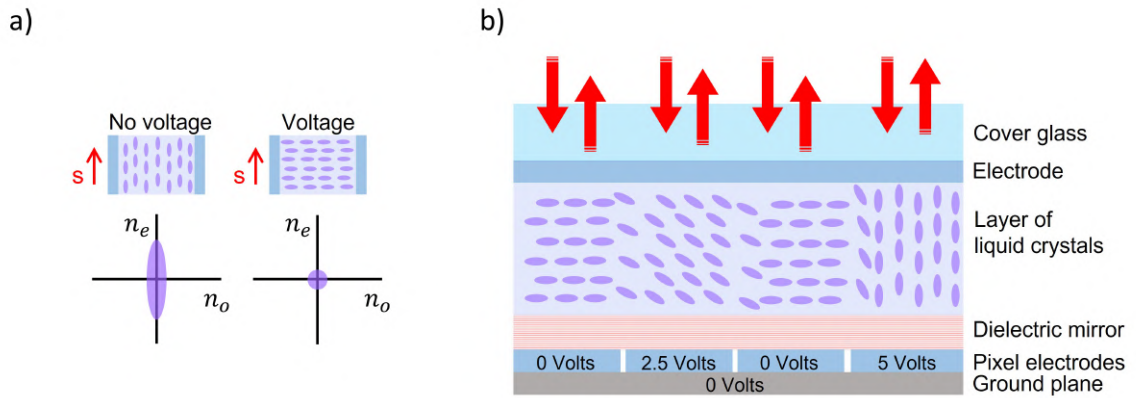 a)
No voltage
Voltage
s
s
n_e
n_o
n_e
n_o
b)
Cover glass
Electrode
Layer of
liquid crystals
Dielectric mirror
0 Volts
2.5 Volts
0 Volts
5 Volts
Pixel electrodes
0 Volts
Ground plane